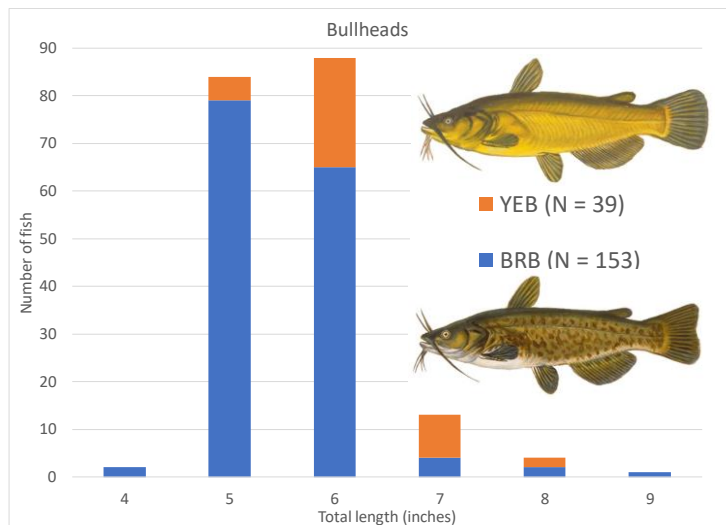 Bullheads
90
80
70
60
50
40
30
20
10
0
Number of fish
YEB (N = 39)
BRB (N = 153)
4 5 6 7 8 9
Total length (inches)